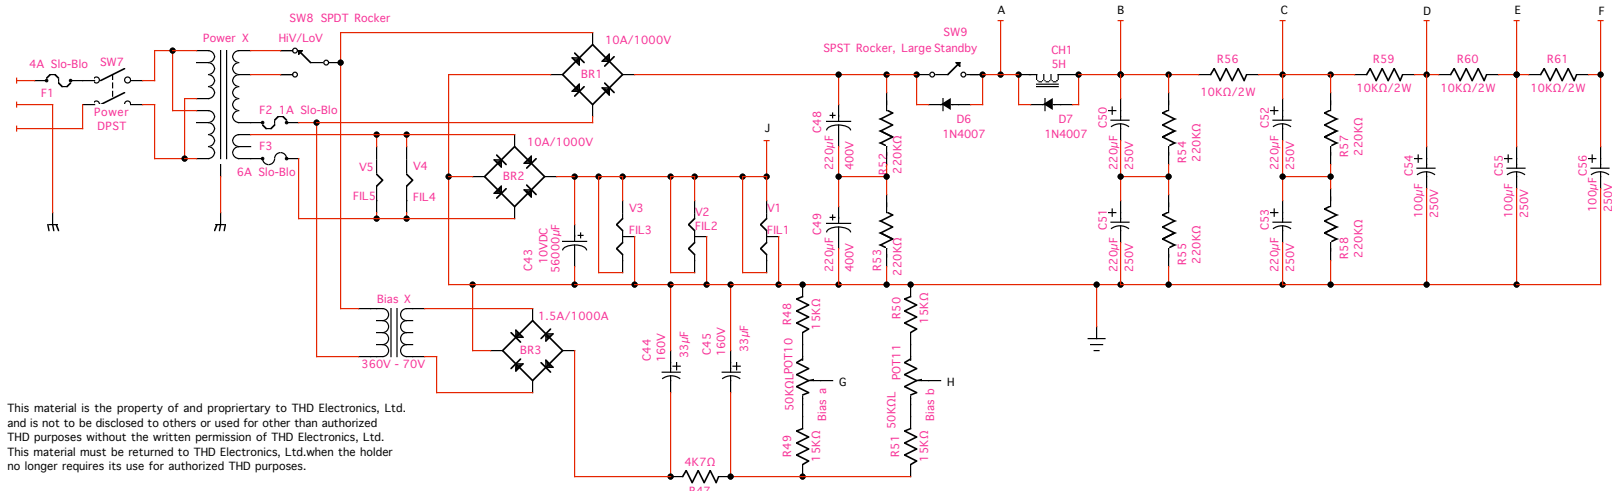 A
B
C
D
E
F
SW8 SPDT Rocker
HiV/LoV
Power X
4A Slo-Blo
SW7
F1
Power
DPST
F2 1A Slo-Blo
F3
6A Slo-Blo
10A/1000V
BR1
10A/1000V
BR2
V5
FIL5
V4
FIL4
SW9
SPST Rocker, Large Standby
D6
1N4007
CH1
5H
D7
1N4007
R56
10KΩ/2W
R59
10KΩ/2W
R60
10KΩ/2W
R61
10KΩ/2W
J
C48
220µF
400V
R52
220KΩ
C49
220µF
400V
R53
220KΩ
C50
220µF
250V
R54
220KΩ
C51
220µF
250V
R55
220KΩ
C52
220µF
250V
R57
220KΩ
C53
220µF
250V
R58
220KΩ
C54
100µF
250V
C55
100µF
250V
C56
100µF
250V
C43
10VDC
56000µF
V3
FIL3
V2
FIL2
V1
FIL1
Bias X
360V - 70V
1.5A/1000A
BR3
C44
160V
33µF
C45
160V
33µF
R48
15KΩ
50KΩLPOT10
Bias a
G
R49
15KΩ
R50
15KΩ
50KΩL POT11
Bias b
H
R51
15KΩ
4K7Ω
R47
This material is the property of and propriertary to THD Electronics, Ltd.
and is not to be disclosed to others or used for other than authorized
THD purposes without the written permission of THD Electronics, Ltd.
This material must be returned to THD Electronics, Ltd.when the holder
no longer requires its use for authorized THD purposes.